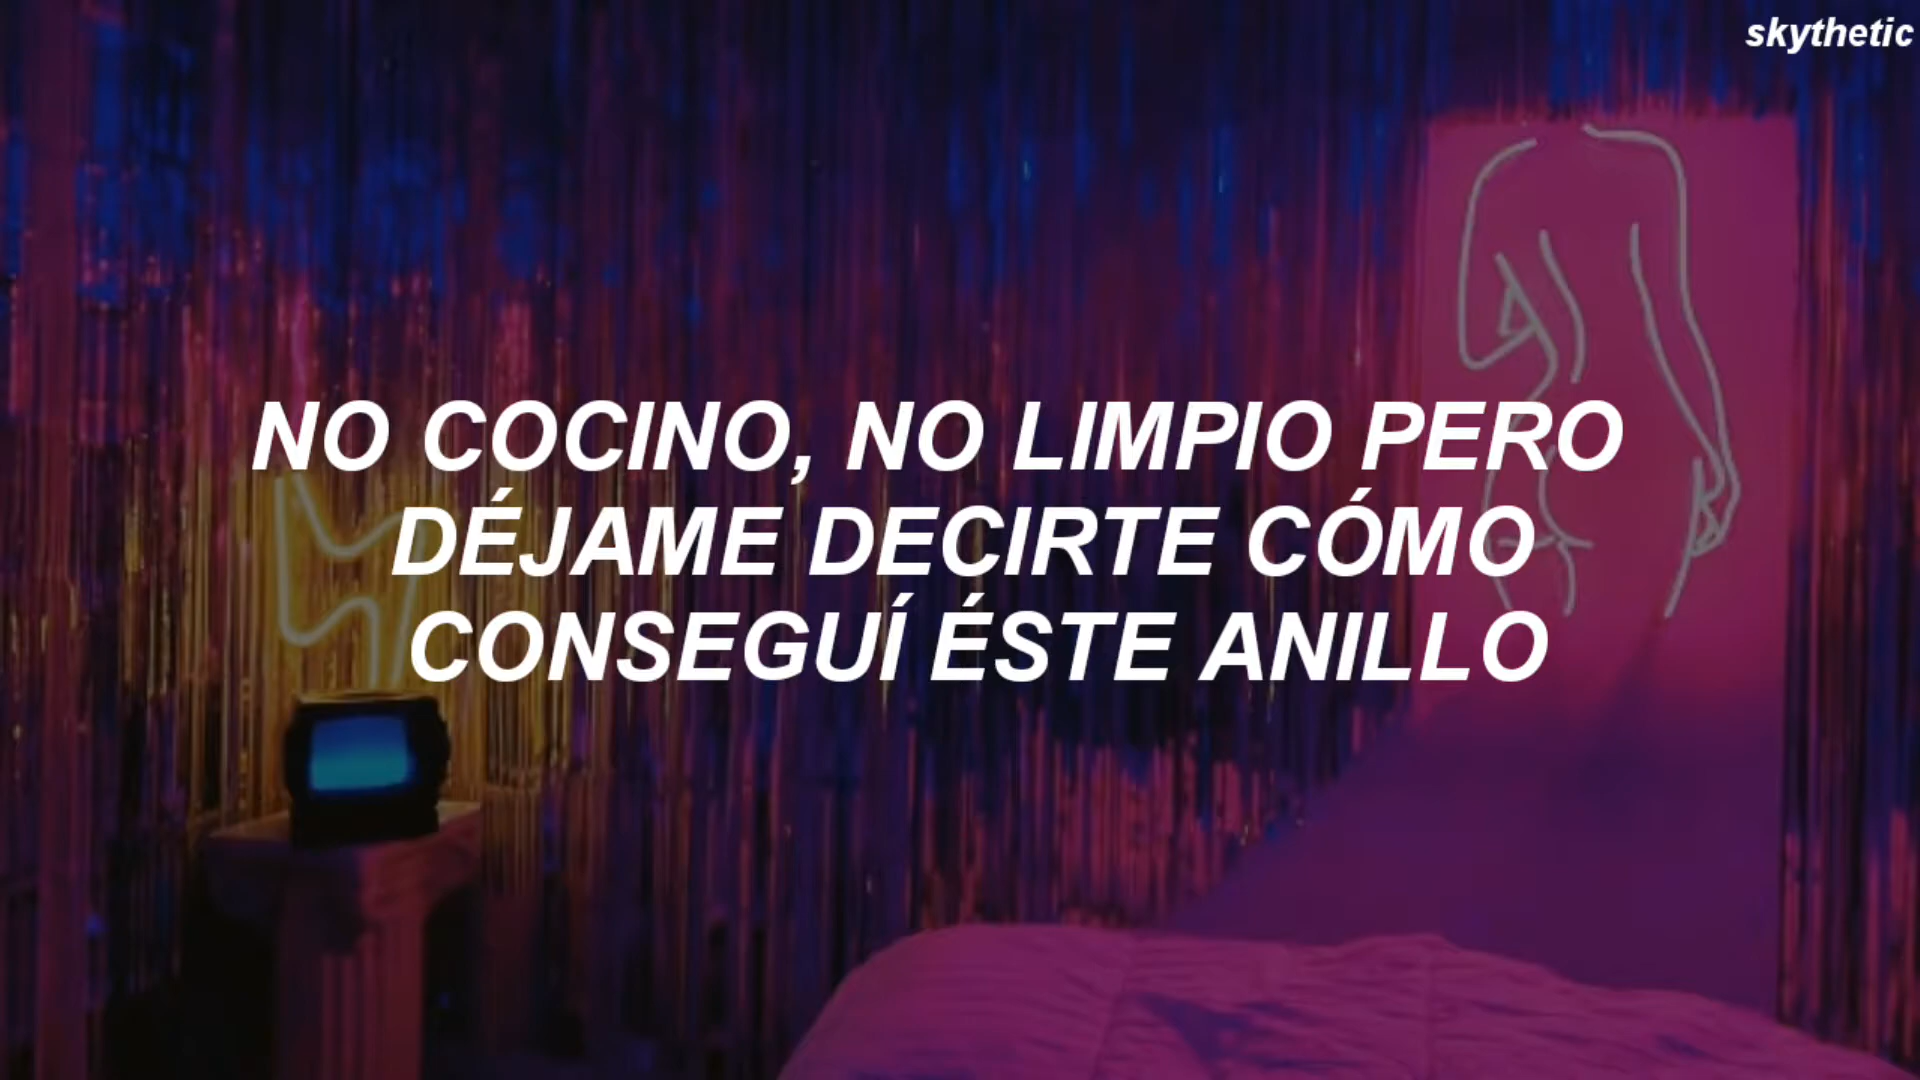 skythetic
NO COCINO, NO LIMPIO PERO
DÉJAME DECIRTE CÓMO
CONSEGUÍ ÉSTE ANILLO